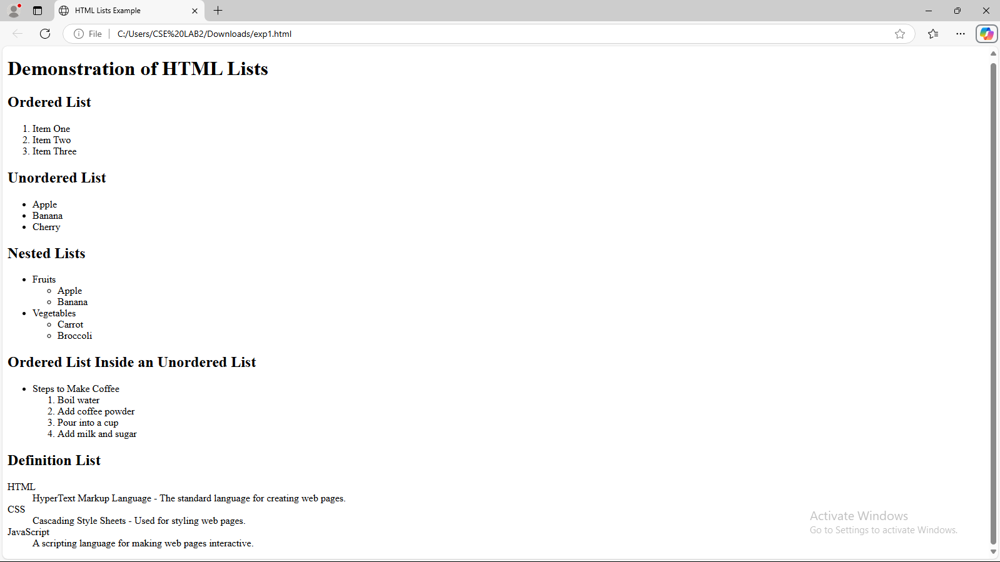 HTML Lists Example
File
C:/Users/CSE%20LAB2/Downloads/exp1.html
Demonstration of HTML Lists
Ordered List
1. Item One
2. Item Two
3. Item Three
Unordered List
• Apple
• Banana
• Cherry
Nested Lists
• Fruits
○ Apple
○ Banana
• Vegetables
○ Carrot
○ Broccoli
Ordered List Inside an Unordered List
• Steps to Make Coffee
1. Boil water
2. Add coffee powder
3. Pour into a cup
4. Add milk and sugar
Definition List
HTML
HyperText Markup Language - The standard language for creating web pages.
CSS
Cascading Style Sheets - Used for styling web pages.
JavaScript
A scripting language for making web pages interactive.
Activate Windows
Go to Settings to activate Windows.